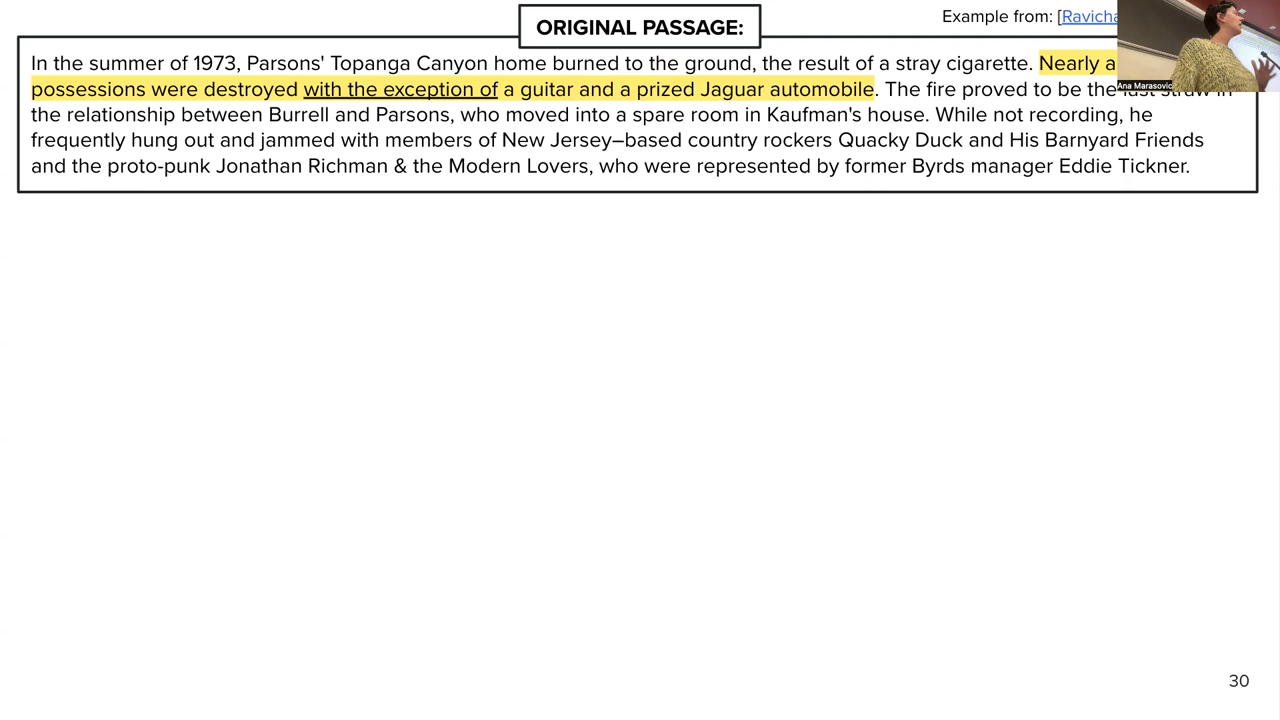 Example from: [Ravicha
ORIGINAL PASSAGE:
In the summer of 1973, Parsons' Topanga Canyon home burned to the ground, the result of a stray cigarette. Nearly a
possessions were destroyed with the exception of a guitar and a prized Jaguar automobile. The fire proved to be the last straw in
the relationship between Burrell and Parsons, who moved into a spare room in Kaufman's house. While not recording, he
frequently hung out and jammed with members of New Jersey–based country rockers Quacky Duck and His Barnyard Friends
and the proto-punk Jonathan Richman & the Modern Lovers, who were represented by former Byrds manager Eddie Tickner.
Ana Marasovic
30